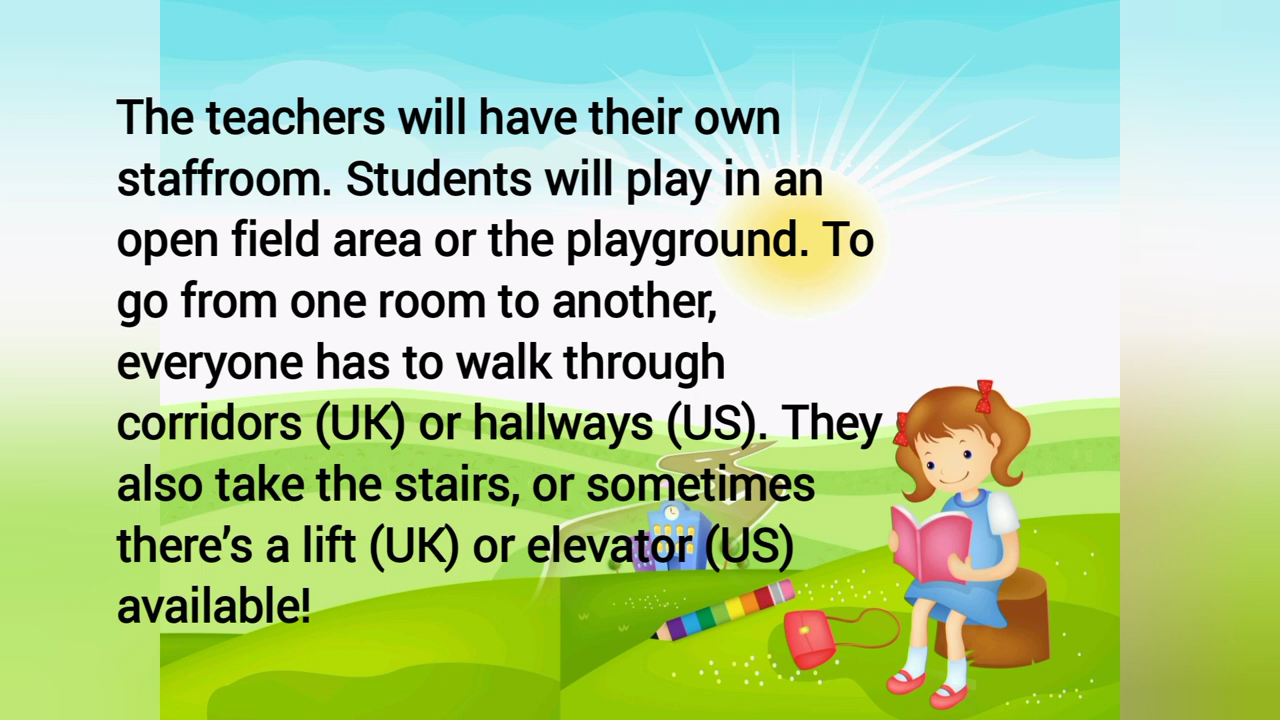 The teachers will have their own
staffroom. Students will play in an
open field area or the playground. To
go from one room to another,
everyone has to walk through
corridors (UK) or hallways (US). They
also take the stairs, or sometimes
there’s a lift (UK) or elevator (US)
available!